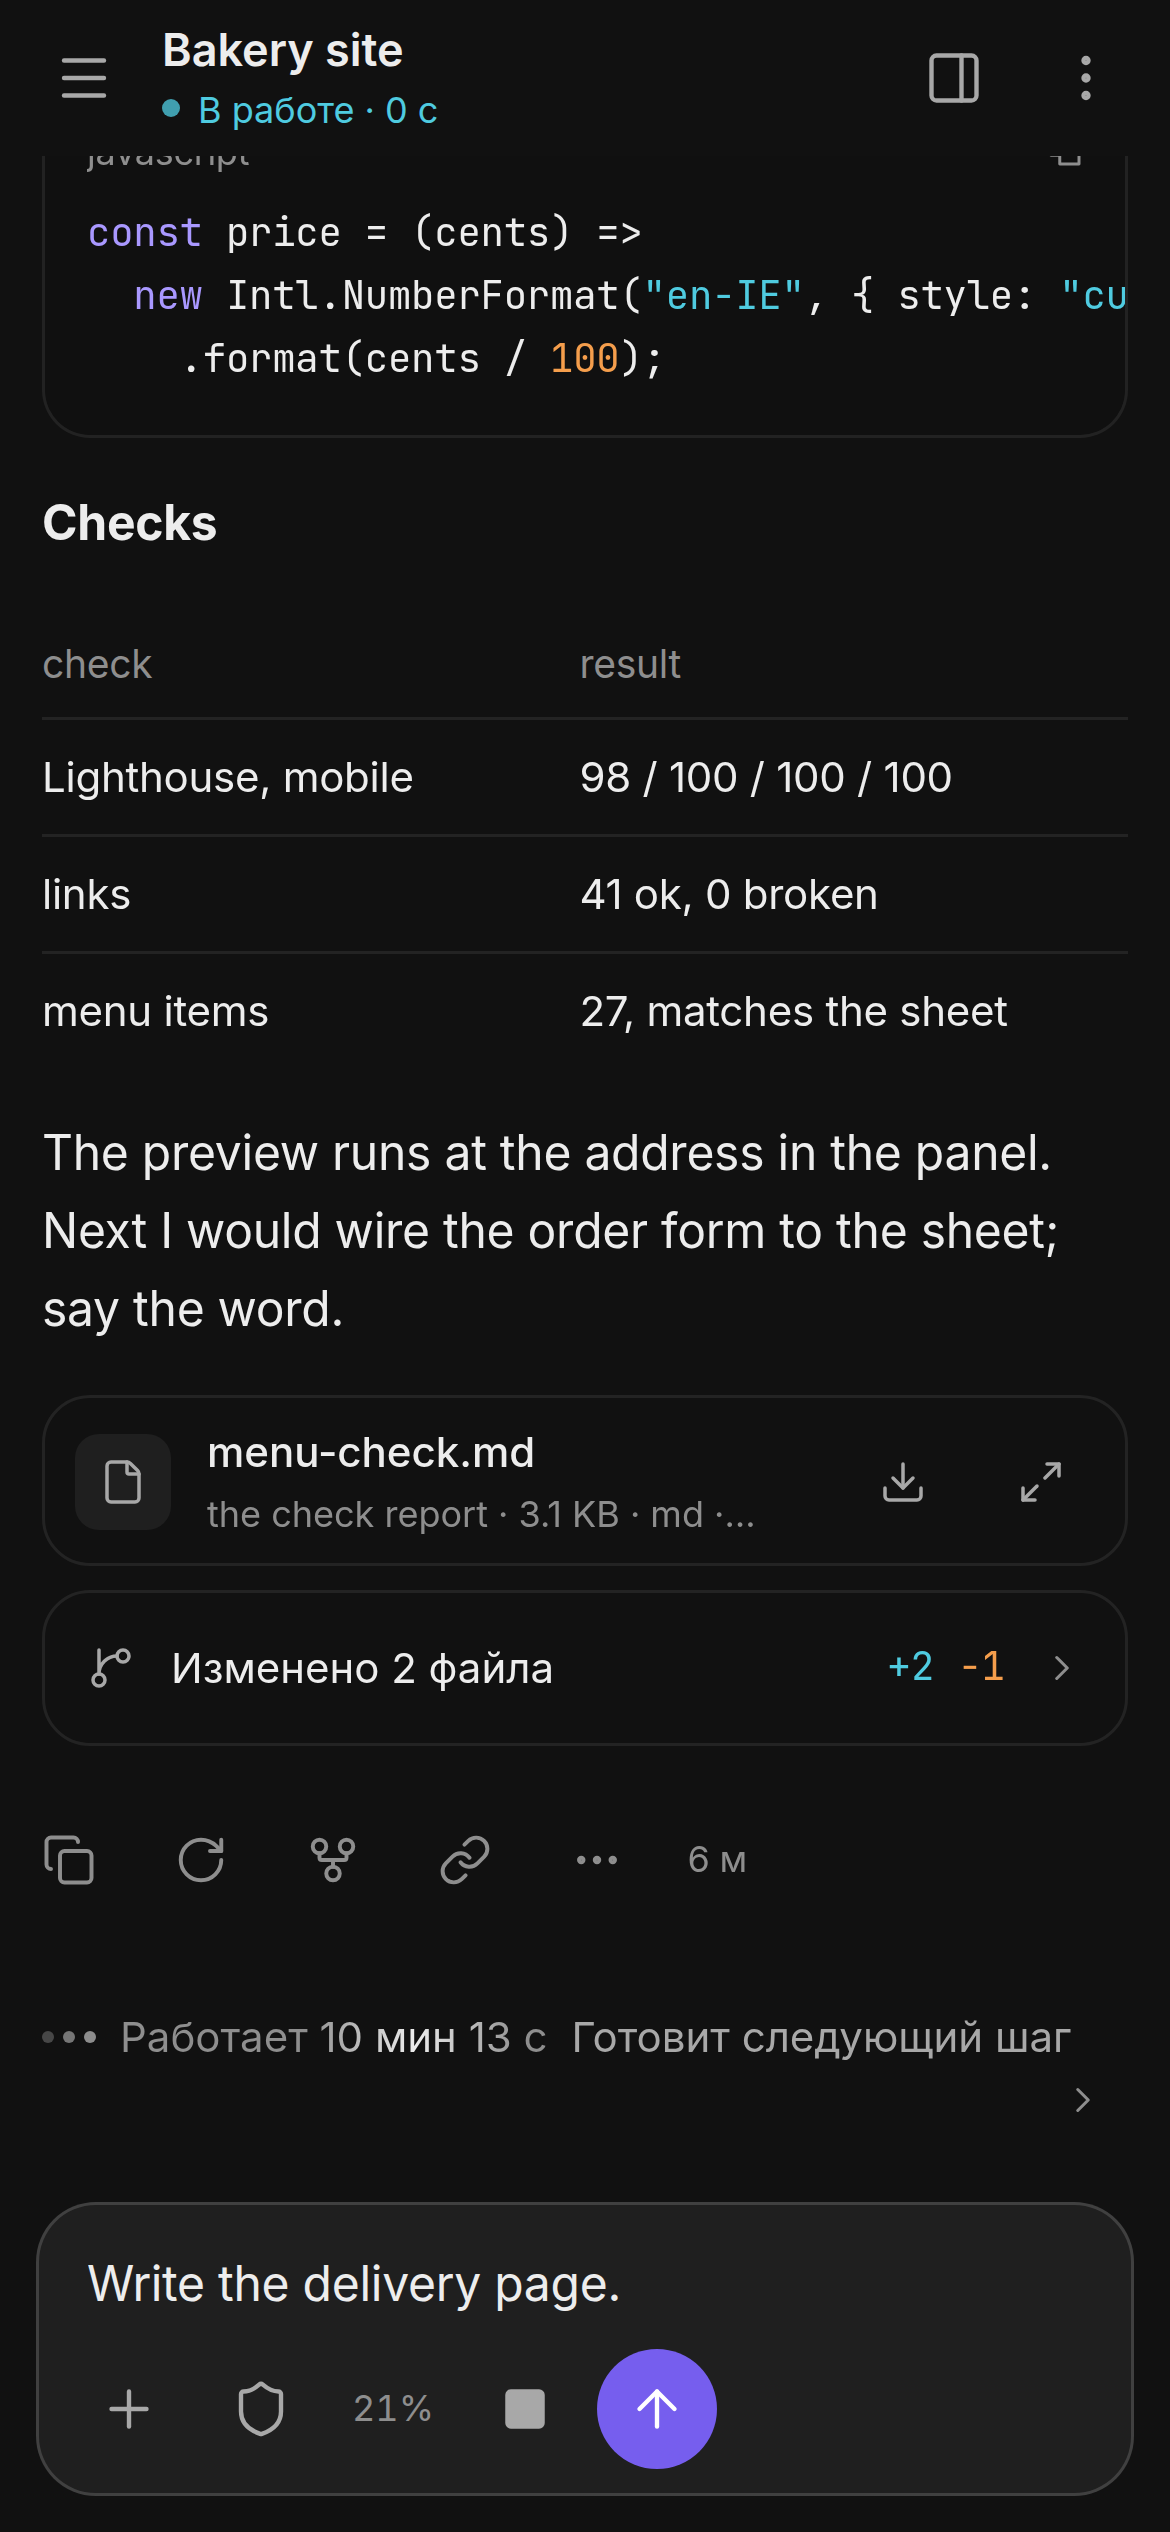 Bakery site
В работе · 0 с
javascript
const price = (cents) =>
new Intl.NumberFormat("en-IE", { style: "cu
.format(cents / 100);
Checks
check result
Lighthouse, mobile 98 / 100 / 100 / 100
links 41 ok, 0 broken
menu items 27, matches the sheet
The preview runs at the address in the panel.
Next I would wire the order form to the sheet;
say the word.
menu-check.md
the check report · 3.1 KB · md ·...
Изменено 2 файла +2 -1
6 м
Работает 10 мин 13 с Готовит следующий шаг
Write the delivery page.
21%